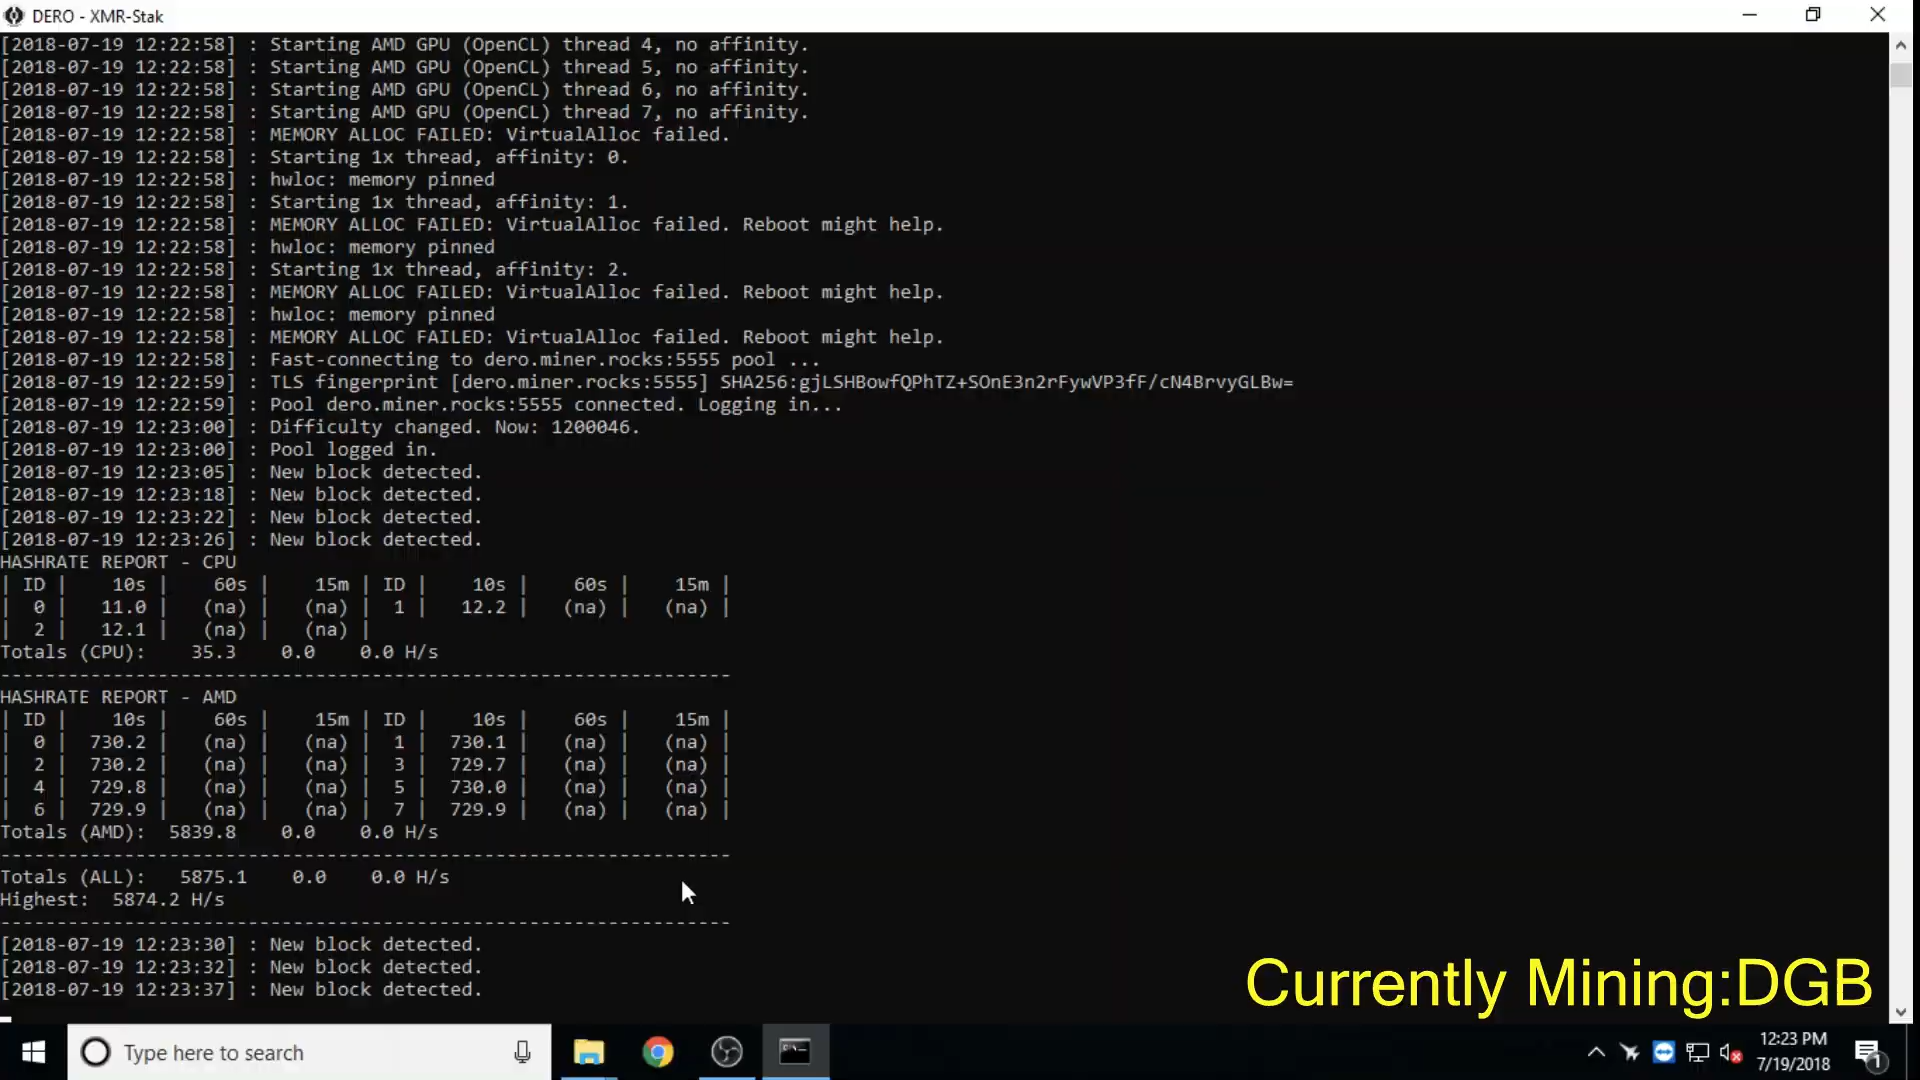 DERO - XMR-Stak
[2018-07-19 12:22:58] : Starting AMD GPU (OpenCL) thread 4, no affinity.
[2018-07-19 12:22:58] : Starting AMD GPU (OpenCL) thread 5, no affinity.
[2018-07-19 12:22:58] : Starting AMD GPU (OpenCL) thread 6, no affinity.
[2018-07-19 12:22:58] : Starting AMD GPU (OpenCL) thread 7, no affinity.
[2018-07-19 12:22:58] : MEMORY ALLOC FAILED: VirtualAlloc failed.
[2018-07-19 12:22:58] : Starting 1x thread, affinity: 0.
[2018-07-19 12:22:58] : hwloc: memory pinned
[2018-07-19 12:22:58] : Starting 1x thread, affinity: 1.
[2018-07-19 12:22:58] : MEMORY ALLOC FAILED: VirtualAlloc failed. Reboot might help.
[2018-07-19 12:22:58] : hwloc: memory pinned
[2018-07-19 12:22:58] : Starting 1x thread, affinity: 2.
[2018-07-19 12:22:58] : MEMORY ALLOC FAILED: VirtualAlloc failed. Reboot might help.
[2018-07-19 12:22:58] : hwloc: memory pinned
[2018-07-19 12:22:58] : MEMORY ALLOC FAILED: VirtualAlloc failed. Reboot might help.
[2018-07-19 12:22:58] : Fast-connecting to dero.miner.rocks:5555 pool ...
[2018-07-19 12:22:59] : TLS fingerprint [dero.miner.rocks:5555] SHA256:gjLSHBowfQPhTZ+SOnE3n2rFywVP3fF/cN4BrvyGLBw=
[2018-07-19 12:22:59] : Pool dero.miner.rocks:5555 connected. Logging in...
[2018-07-19 12:23:00] : Difficulty changed. Now: 1200046.
[2018-07-19 12:23:00] : Pool logged in.
[2018-07-19 12:23:05] : New block detected.
[2018-07-19 12:23:18] : New block detected.
[2018-07-19 12:23:22] : New block detected.
[2018-07-19 12:23:26] : New block detected.
HASHRATE REPORT - CPU
| ID |    10s |    60s |    15m | ID |    10s |    60s |    15m |
|  0 |   11.0 |   (na) |   (na) |  1 |   12.2 |   (na) |   (na) |
|  2 |   12.1 |   (na) |   (na) |
Totals (CPU):    35.3    0.0    0.0 H/s
-----------------------------------------------------------------
HASHRATE REPORT - AMD
| ID |    10s |    60s |    15m | ID |    10s |    60s |    15m |
|  0 |  730.2 |   (na) |   (na) |  1 |  730.1 |   (na) |   (na) |
|  2 |  730.2 |   (na) |   (na) |  3 |  729.7 |   (na) |   (na) |
|  4 |  729.8 |   (na) |   (na) |  5 |  730.0 |   (na) |   (na) |
|  6 |  729.9 |   (na) |   (na) |  7 |  729.9 |   (na) |   (na) |
Totals (AMD):  5839.8    0.0    0.0 H/s
-----------------------------------------------------------------
Totals (ALL):   5875.1    0.0    0.0 H/s
Highest:  5874.2 H/s
-----------------------------------------------------------------
[2018-07-19 12:23:30] : New block detected.
[2018-07-19 12:23:32] : New block detected.
[2018-07-19 12:23:37] : New block detected.
Currently Mining:DGB
Type here to search
12:23 PM
7/19/2018
1